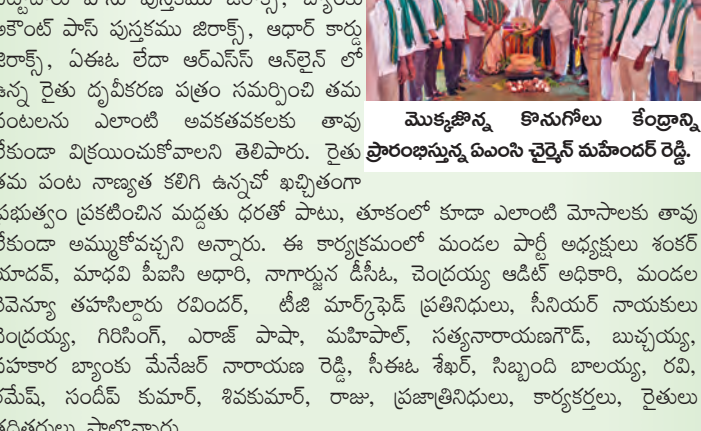 పుస్తకము జిరాక్స్,
అకౌంట్ పాస్ పుస్తకము జిరాక్స్, ఆధార్ కార్డు
జిరాక్స్, ఏఈఓ లేదా ఆర్ఎస్ఎస్ ఆన్‌లైన్ లో
ఉన్న రైతు దృవీకరణ పత్రం సమర్పించి తమ
పంటలను ఎలాంటి అవకతవకలకు తావు
లేకుండా విక్రయించుకోవాలని తెలిపారు. రైతు
తమ పంట నాణ్యత కలిగి ఉన్నచో ఖచ్చితంగా
మొక్కజొన్న కొనుగోలు కేంద్రాన్ని
ప్రారంభిస్తున్న ఏఎంసి చైర్మెన్ మహేందర్ రెడ్డి.
ప్రభుత్వం ప్రకటించిన మద్దతు ధరతో పాటు, తూకంలో కూడా ఎలాంటి మోసాలకు తావు
లేకుండా అమ్ముకోవచ్చని అన్నారు. ఈ కార్యక్రమంలో మండల పార్టీ అధ్యక్షులు శంకర్
యాదవ్, మాధవి పీఐసి అధారి, నాగార్జున డీసీఓ, చెంద్రయ్య ఆడిట్ అధికారి, మండల
రెవెన్యూ తహసిల్దారు రవిందర్, టీజి మార్క్‌ఫెడ్ ప్రతినిధులు, సీనియర్ నాయకులు
చెంద్రయ్య, గిరిసింగ్, ఎరాజ్ పాషా, మహిపాల్, సత్యనారాయణగౌడ్, బుచ్చయ్య,
సహకార బ్యాంకు మేనేజర్ నారాయణ రెడ్డి, సీఈఓ శేఖర్, సిబ్బంది బాలయ్య, రవి,
రమేష్, సందీప్ కుమార్, శివకుమార్, రాజు, ప్రజాత్రినిధులు, కార్యకర్తలు, రైతులు
తదితరులు పాల్గొన్నారు